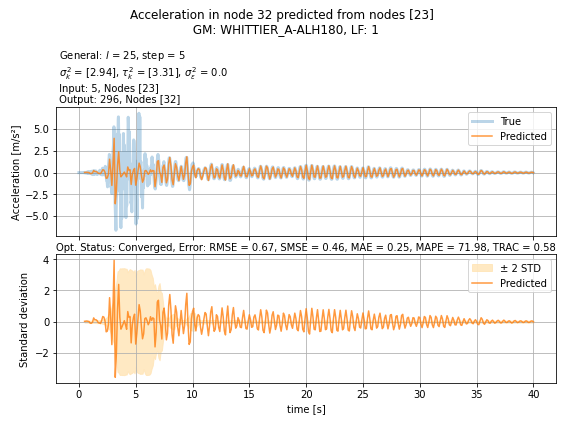 Acceleration in node 32 predicted from nodes [23]
GM: WHITTIER_A-ALH180, LF: 1
General: l = 25, step = 5
σ²ₖ = [2.94], τ²ₖ = [3.31], σ²ε = 0.0
Input: 5, Nodes [23]
Output: 296, Nodes [32]
Acceleration [m/s²]
5.0
2.5
0.0
−2.5
−5.0
True
Predicted
Opt. Status: Converged, Error: RMSE = 0.67, SMSE = 0.46, MAE = 0.25, MAPE = 71.98, TRAC = 0.58
Standard deviation
4
2
0
−2
± 2 STD
Predicted
0 5 10 15 20 25 30 35 40
time [s]